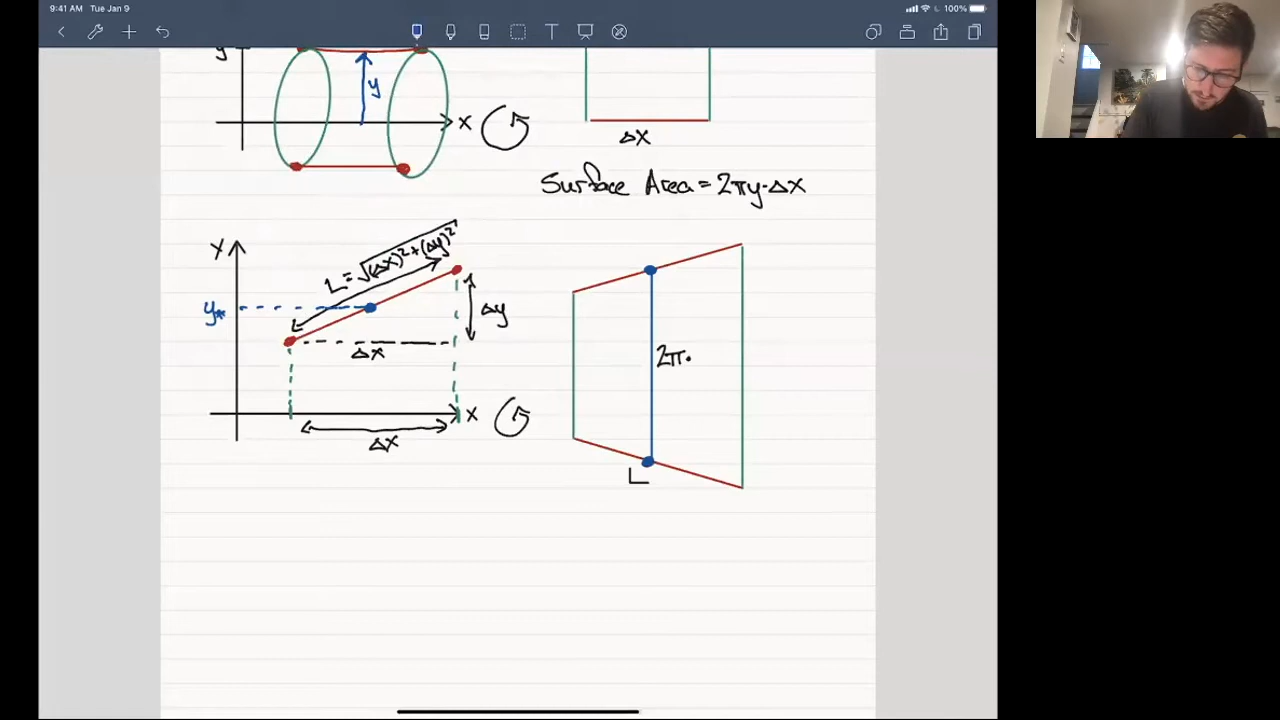 9:41 AM Tue Jan 9
100%
y
y
x
Δx
Surface Area = 2πy·Δx
y
L = √(Δx)²+(Δy)²
y*
Δy
Δx
2π·
x
Δx
L